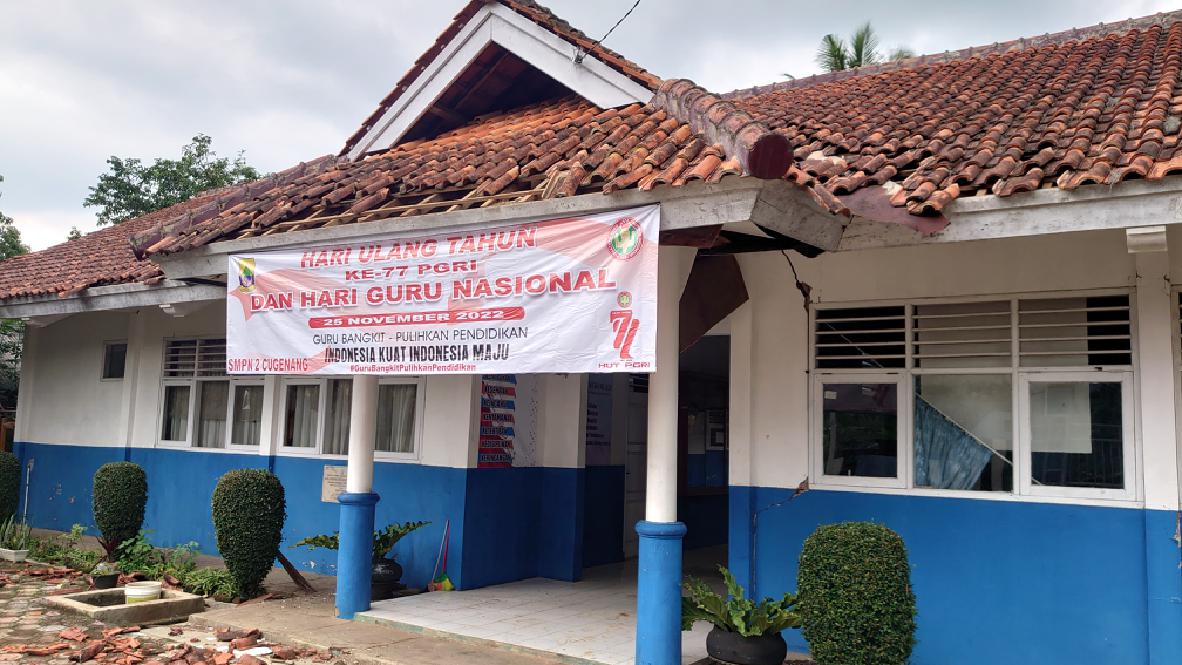 HARI ULANG TAHUN
KE-77 PGRI
DAN HARI GURU NASIONAL
25 NOVEMBER 2022
GURU BANGKIT - PULIHKAN PENDIDIKAN
INDONESIA KUAT INDONESIA MAJU
#GuruBangkitPulihkanPendidikan
SMPN 2 CUGENANG
77
HUT PGRI